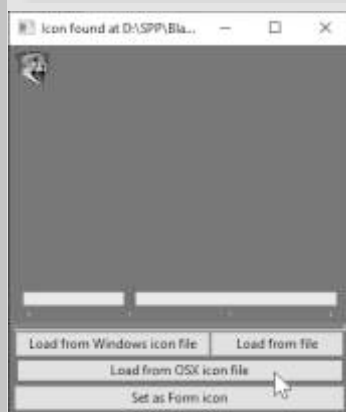 Icon found at D:\SPP\Bla...
Load from Windows icon file
Load from file
Load from OSX icon file
Set as Form icon